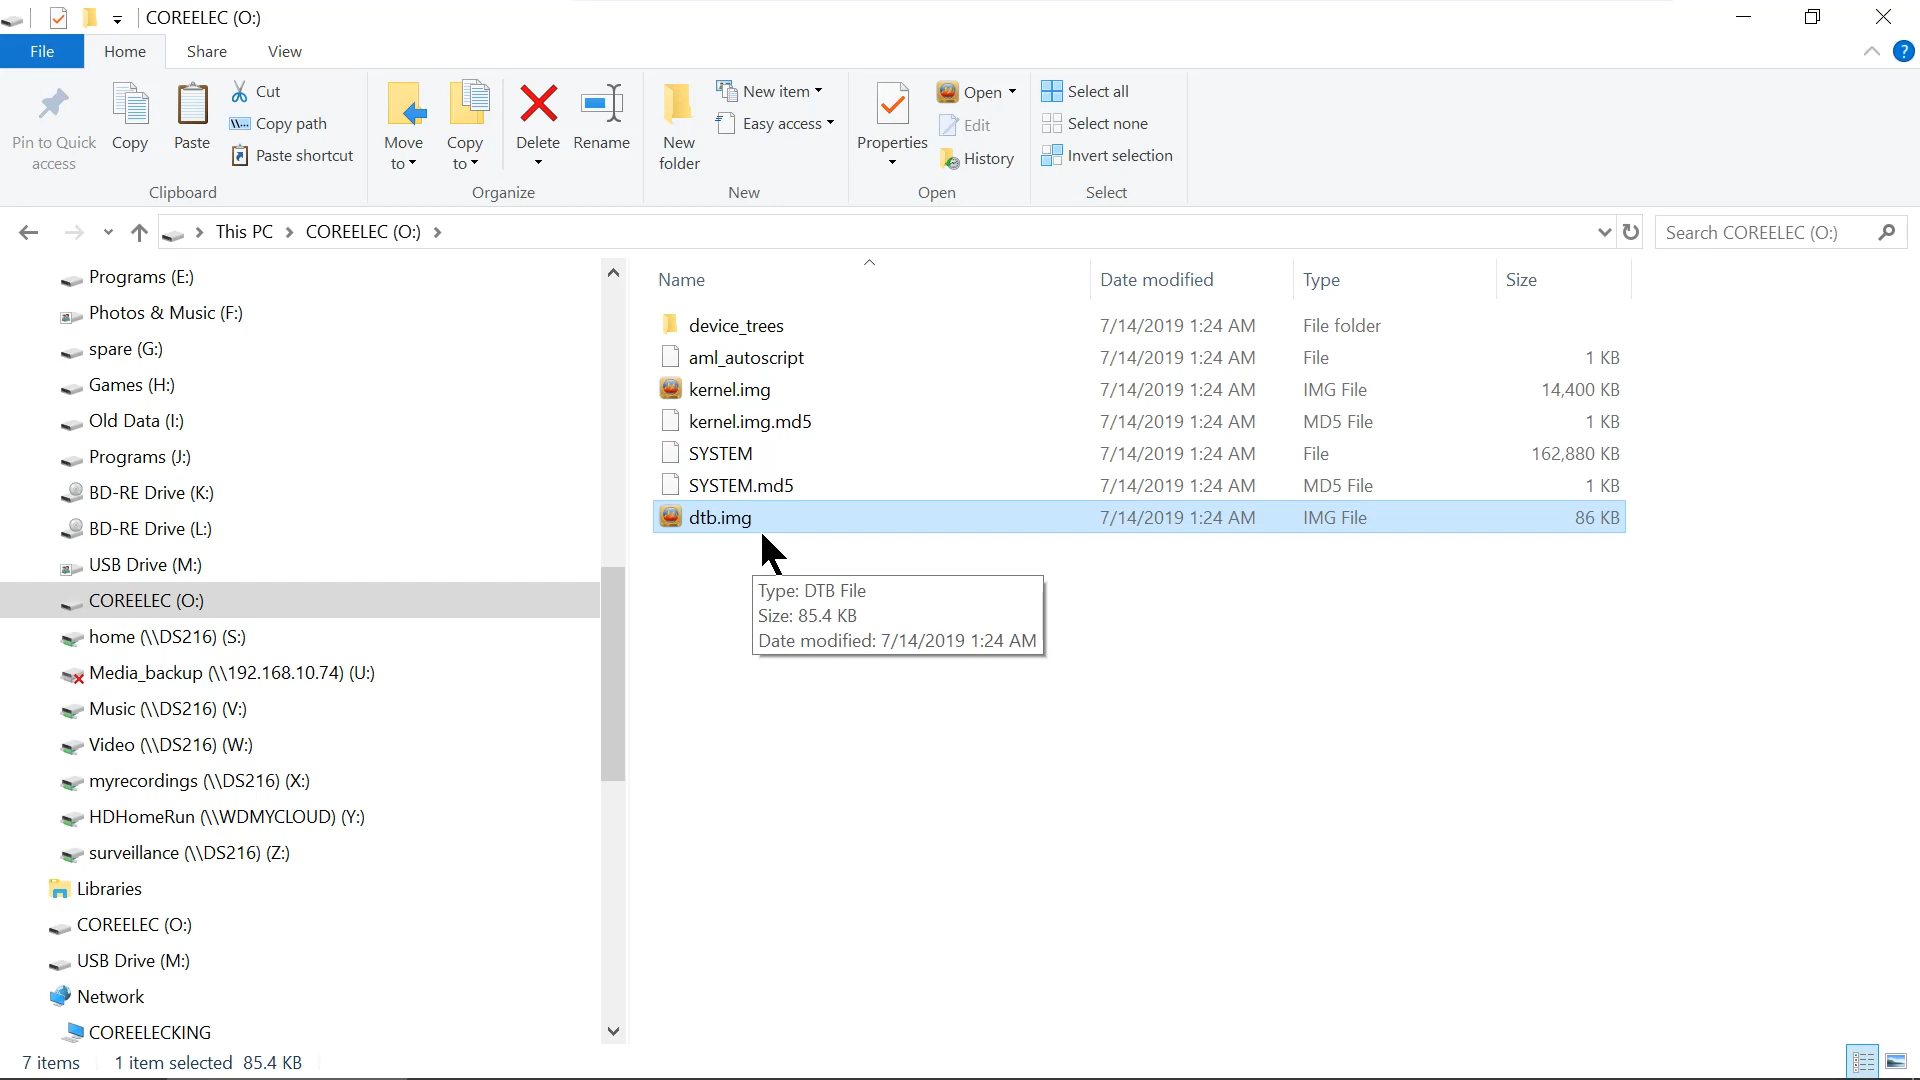 COREELEC (O:)
File
Home
Share
View
?
Pin to Quick
access
Copy
Paste
Cut
Copy path
Paste shortcut
Clipboard
Move
to
Copy
to
Delete
Rename
Organize
New
folder
New item
Easy access
New
Properties
Open
Edit
History
Open
Select all
Select none
Invert selection
Select
This PC
COREELEC (O:)
Search COREELEC (O:)
Programs (E:)
Photos & Music (F:)
spare (G:)
Games (H:)
Old Data (I:)
Programs (J:)
BD-RE Drive (K:)
BD-RE Drive (L:)
USB Drive (M:)
COREELEC (O:)
home (\\DS216) (S:)
Media_backup (\\192.168.10.74) (U:)
Music (\\DS216) (V:)
Video (\\DS216) (W:)
myrecordings (\\DS216) (X:)
HDHomeRun (\\WDMYCLOUD) (Y:)
surveillance (\\DS216) (Z:)
Libraries
COREELEC (O:)
USB Drive (M:)
Network
COREELECKING
Name Date modified Type Size
device_trees 7/14/2019 1:24 AM File folder
aml_autoscript 7/14/2019 1:24 AM File 1 KB
kernel.img 7/14/2019 1:24 AM IMG File 14,400 KB
kernel.img.md5 7/14/2019 1:24 AM MD5 File 1 KB
SYSTEM 7/14/2019 1:24 AM File 162,880 KB
SYSTEM.md5 7/14/2019 1:24 AM MD5 File 1 KB
dtb.img 7/14/2019 1:24 AM IMG File 86 KB
Type: DTB File
Size: 85.4 KB
Date modified: 7/14/2019 1:24 AM
7 items 1 item selected 85.4 KB